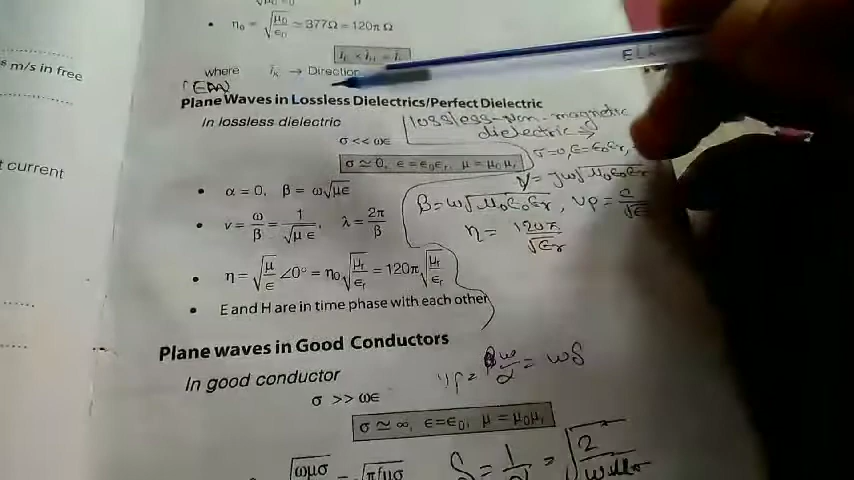 • η₀ = √(μ₀/ε₀) ≃ 377Ω = 120π Ω
s m/s in free
where → Direction
(EM)
Plane Waves in Lossless Dielectrics/Perfect Dielectric
In lossless dielectric
lossless-non-magnetic
dielectric →
σ << ωε
σ ≃ 0, ε = ε₀εᵣ, μ = μ₀μᵣ
σ=0, ε=ε₀εᵣ,
t current
γ = jω√μ₀ε₀εᵣ
• α = 0, β = ω√με
β = ω√μ₀ε₀εᵣ, vp = c/√εᵣ
• v = ω/β = 1/√με, λ = 2π/β
η = 120π/√εᵣ
• η = √(μ/ε) ∠0° = η₀√(μᵣ/εᵣ) = 120π√(μᵣ/εᵣ)
• E and H are in time phase with each other
Plane waves in Good Conductors
In good conductor
vp = ω/α = ωδ
σ >> ωε
σ ≃ ∞, ε = ε₀, μ = μ₀μᵣ